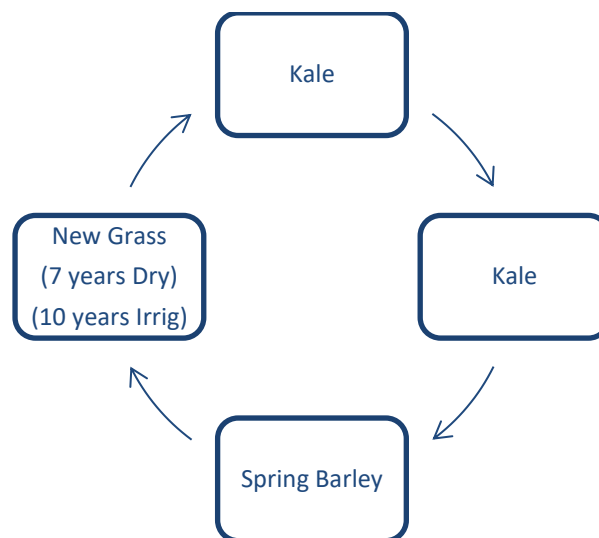 Kale
New Grass
(7 years Dry)
(10 years Irrig)
Kale
Spring Barley